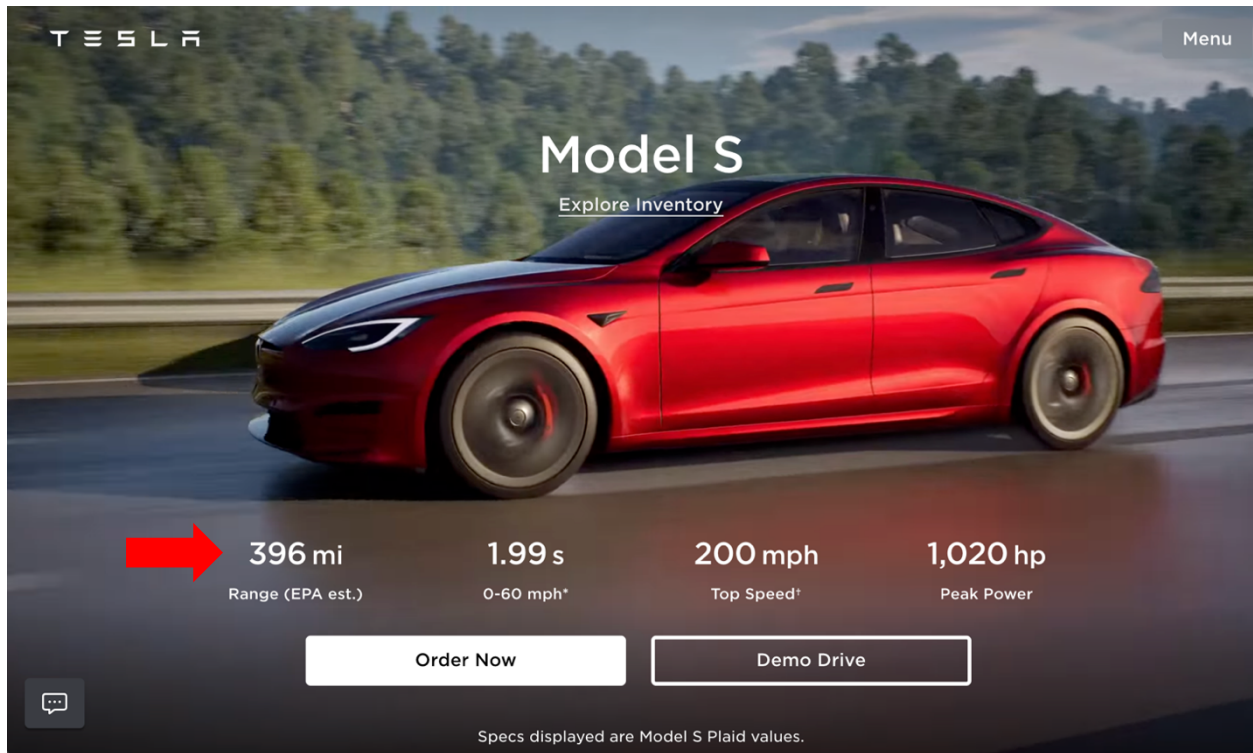 TESLA
Menu
Model S
Explore Inventory
396 mi
1.99 s
200 mph
1,020 hp
Range (EPA est.)
0-60 mph*
Top Speed†
Peak Power
Order Now
Demo Drive
Specs displayed are Model S Plaid values.